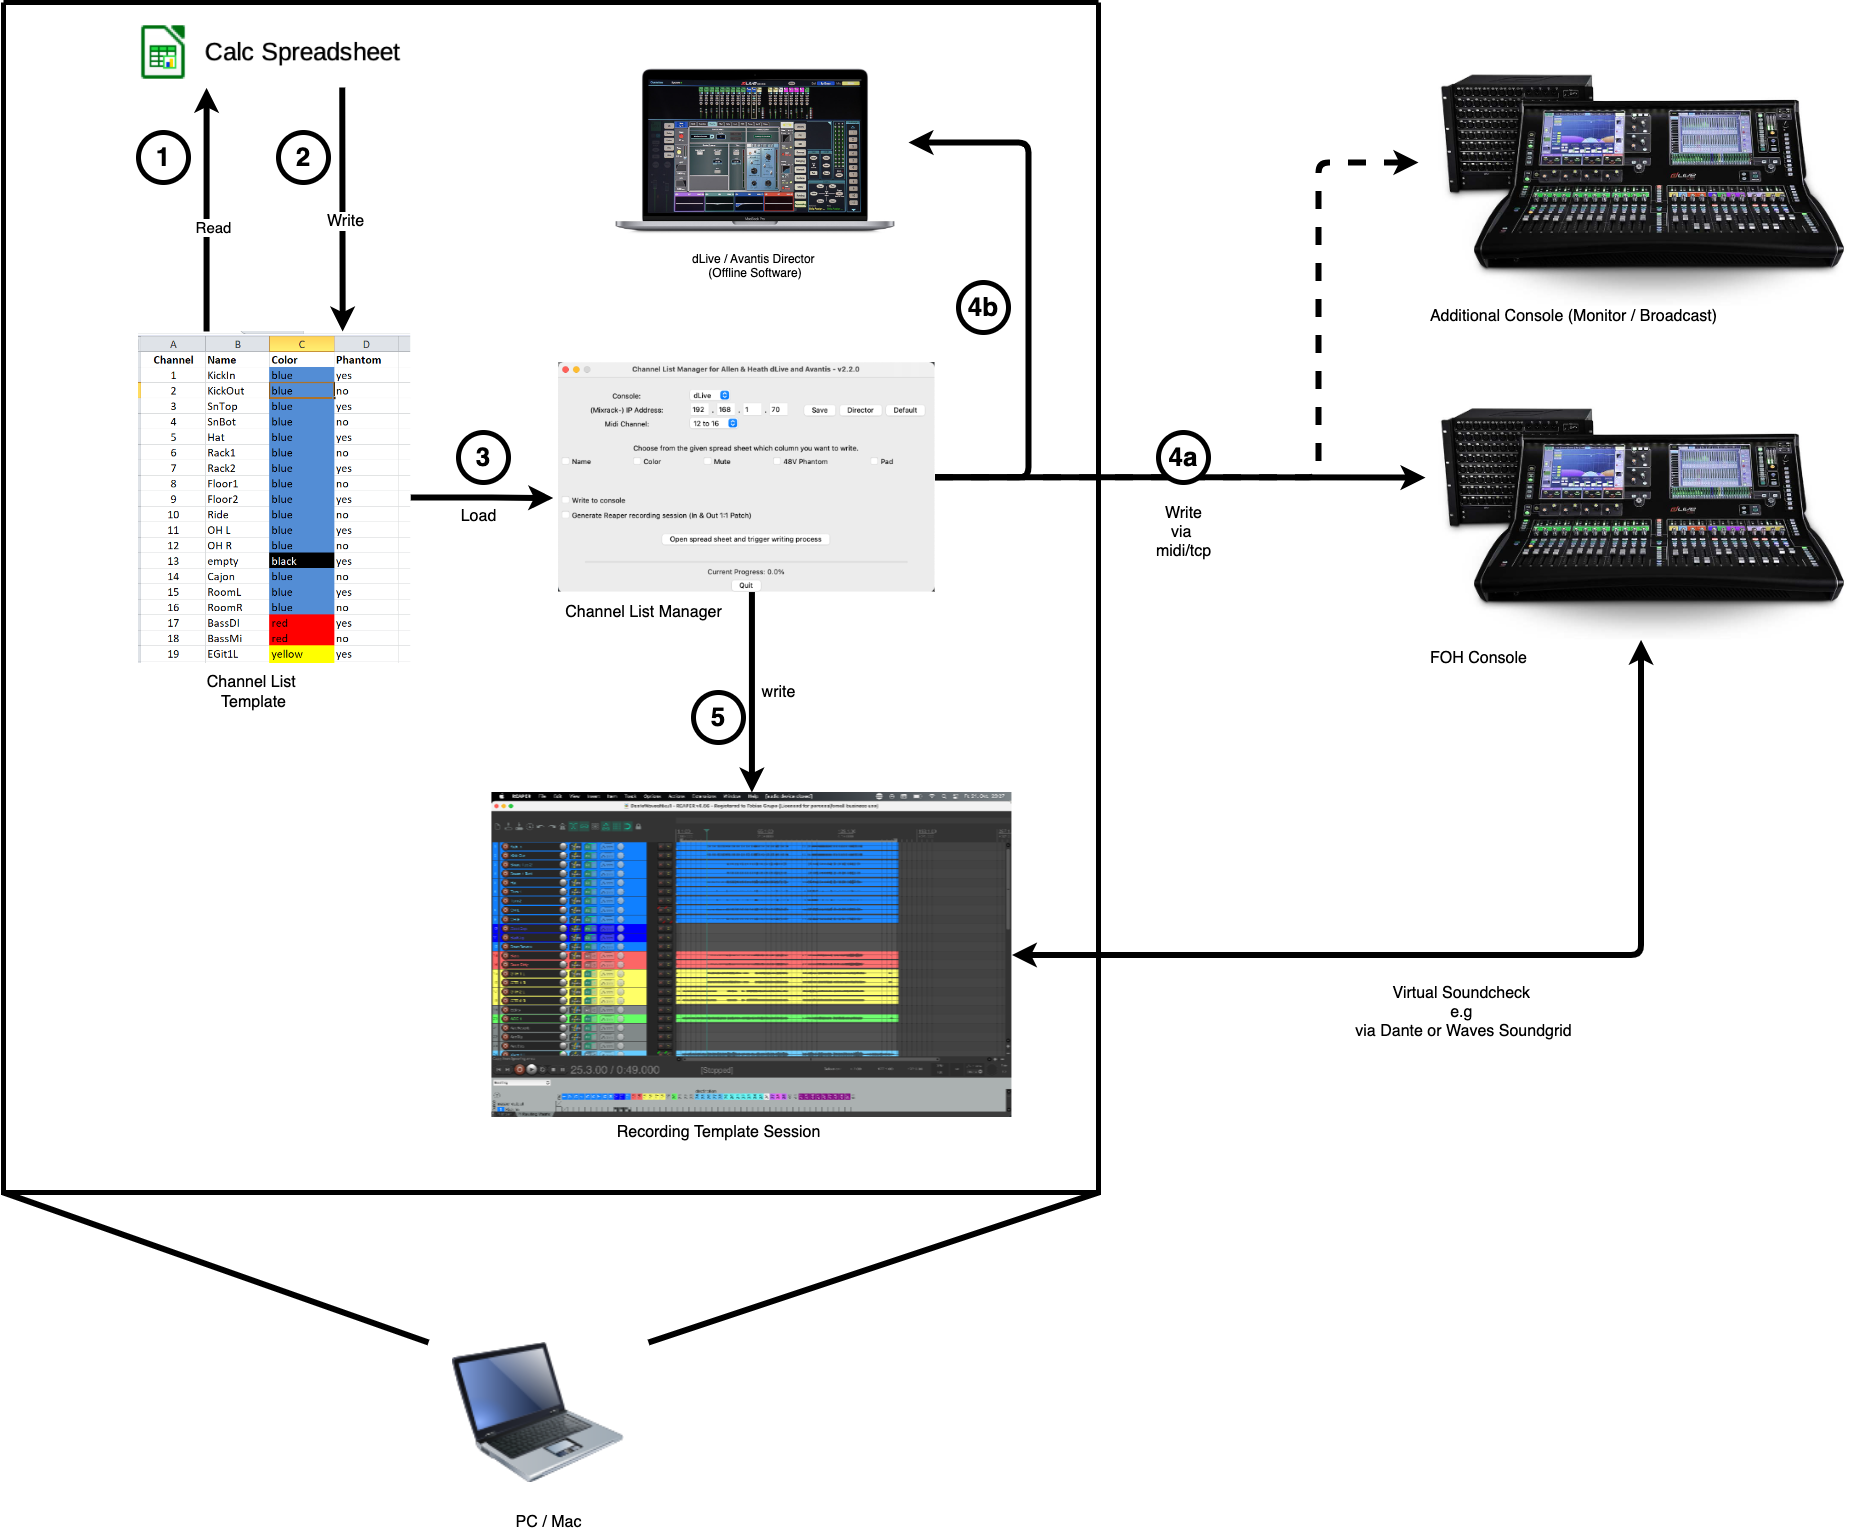 Calc Spreadsheet
1
2
Read
Write
dLive / Avantis Director
(Offline Software)
4b
Additional Console (Monitor / Broadcast)
A B C D
Channel Name Color Phantom
1 KickIn blue yes
2 KickOut blue no
3 SnTop blue yes
4 SnBot blue no
5 Hat blue yes
6 Rack1 blue no
7 Rack2 blue yes
8 Floor1 blue no
9 Floor2 blue yes
10 Ride blue no
11 OH L blue yes
12 OH R blue no
13 empty black yes
14 Cajon blue no
15 RoomL blue yes
16 RoomR blue no
17 BassDI red yes
18 BassMi red no
19 EGit1L yellow yes
Channel List
Template
3
Load
Channel List Manager for Allen & Heath dLive and Avantis - v2.2.0
Console: dLive
(Mixrack-) IP Address: 192 . 168 . 1 . 70 Save Director Default
Midi Channel: 12 to 16
Choose from the given spread sheet which column you want to write.
Name Color Mute 48V Phantom Pad
Write to console
Generate Reaper recording session (In & Out 1:1 Patch)
Open spread sheet and trigger writing process
Current Progress: 0.0%
Quit
Channel List Manager
4a
Write
via
midi/tcp
FOH Console
5
write
25.3.00 / 0:49.000
[Stopped]
Recording Template Session
Virtual Soundcheck
e.g
via Dante or Waves Soundgrid
PC / Mac